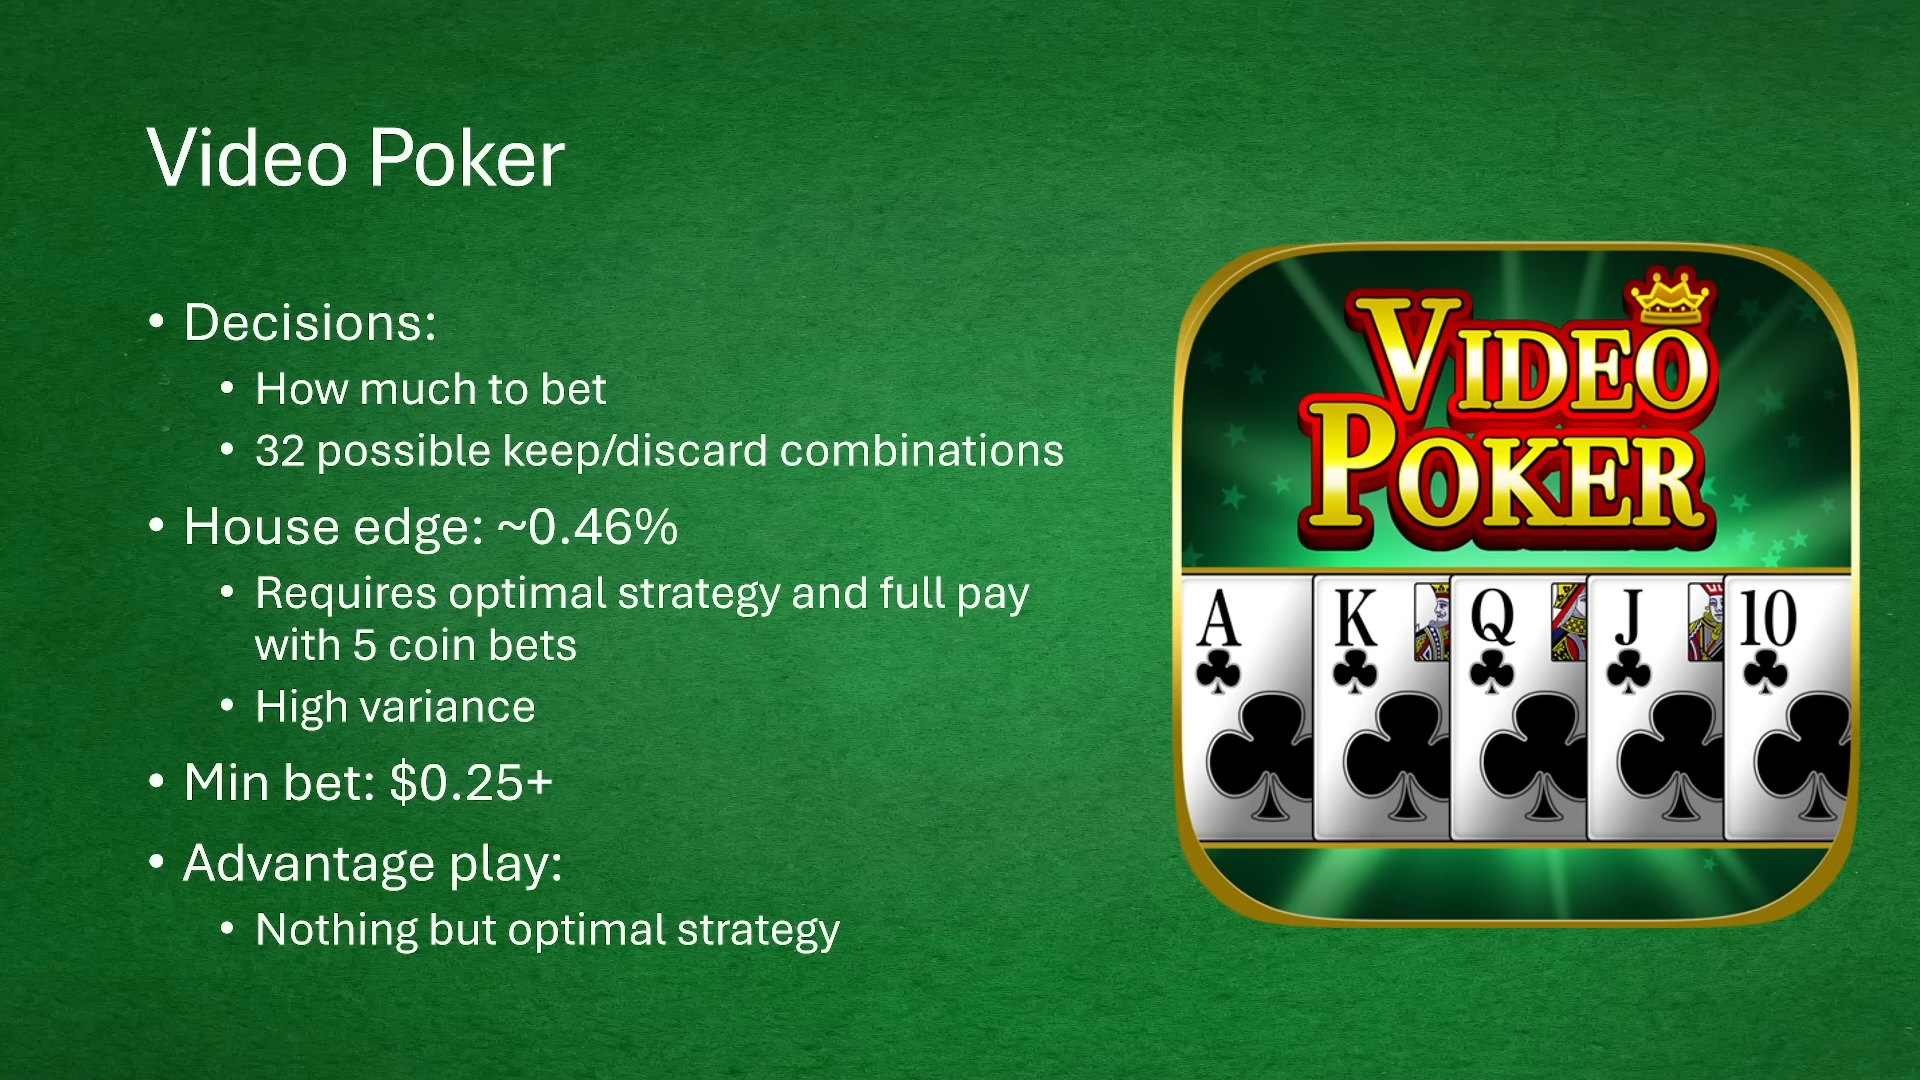 Video Poker
• Decisions:
• How much to bet
• 32 possible keep/discard combinations
• House edge: ~0.46%
• Requires optimal strategy and full pay
with 5 coin bets
• High variance
• Min bet: $0.25+
• Advantage play:
• Nothing but optimal strategy
VIDEO
POKER
A K Q J 10